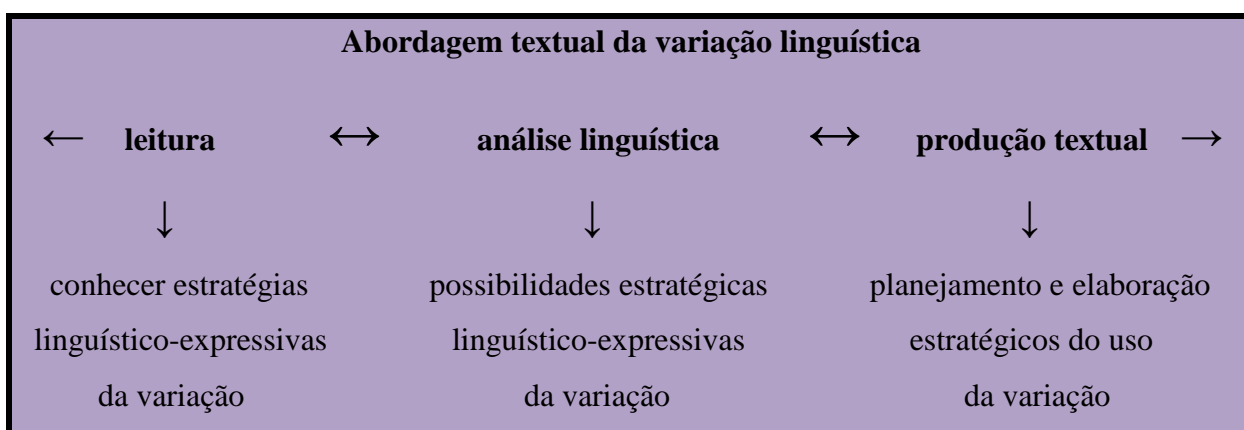 Abordagem textual da variação linguística
← leitura ↔ análise linguística ↔ produção textual →
↓ ↓ ↓
conhecer estratégias possibilidades estratégicas planejamento e elaboração
linguístico-expressivas linguístico-expressivas estratégicos do uso
da variação da variação da variação